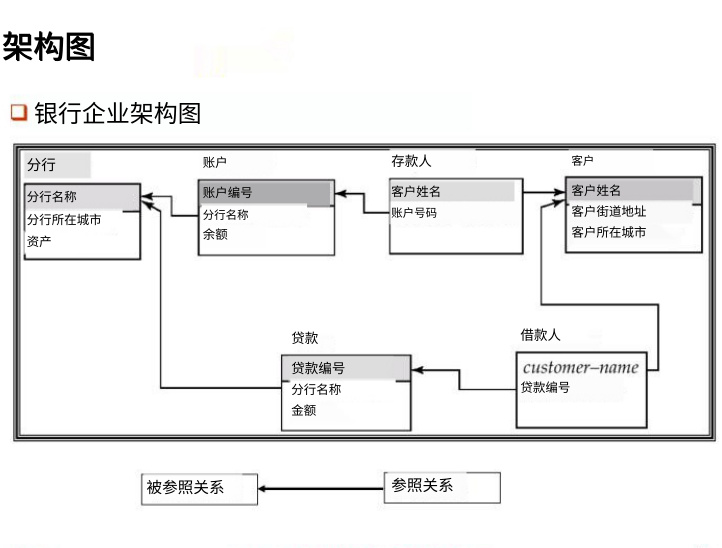 架构图
银行企业架构图
分行
账户
存款人
客户
分行名称
分行所在城市
资产
账户编号
分行名称
余额
客户姓名
账户号码
客户姓名
客户街道地址
客户所在城市
贷款
借款人
贷款编号
分行名称
金额
customer–name
贷款编号
被参照关系
参照关系